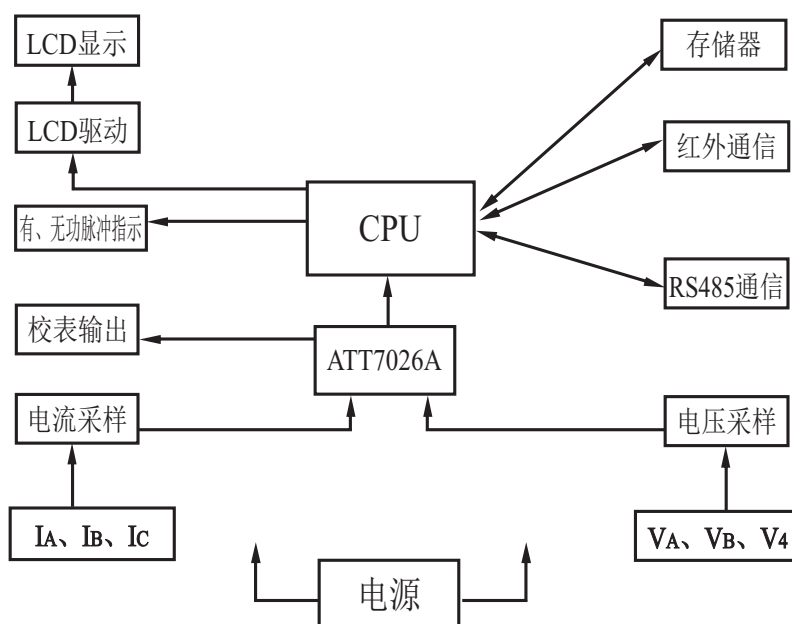 LCD显示
存储器
LCD驱动
红外通信
有、无功脉冲指示
CPU
RS485通信
校表输出
ATT7026A
电流采样
电压采样
IA、IB、IC
VA、VB、V4
电源